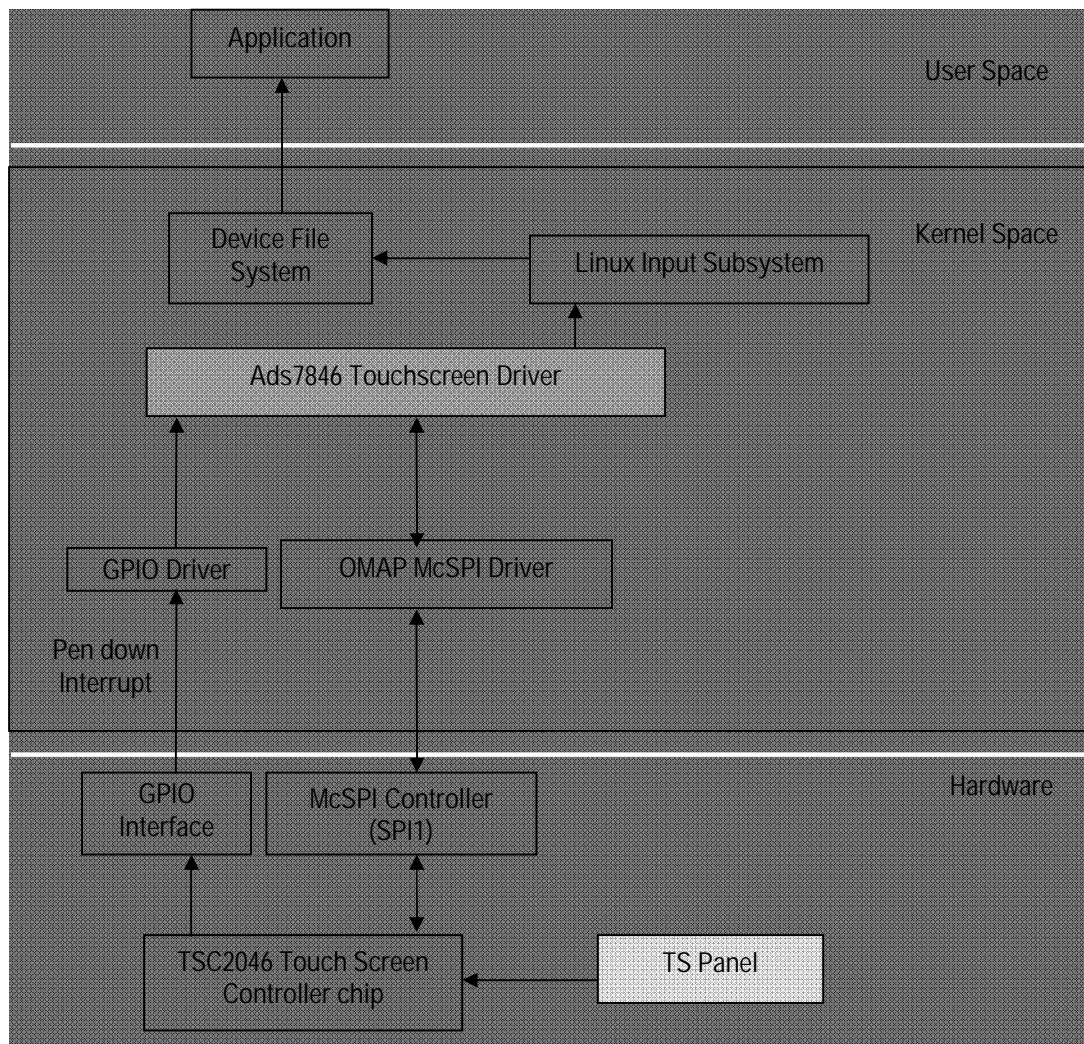 Application
User Space
Kernel Space
Device File
System
Linux Input Subsystem
Ads7846 Touchscreen Driver
GPIO Driver
OMAP McSPI Driver
Pen down
Interrupt
Hardware
GPIO
Interface
McSPI Controller
(SPI1)
TSC2046 Touch Screen
Controller chip
TS Panel